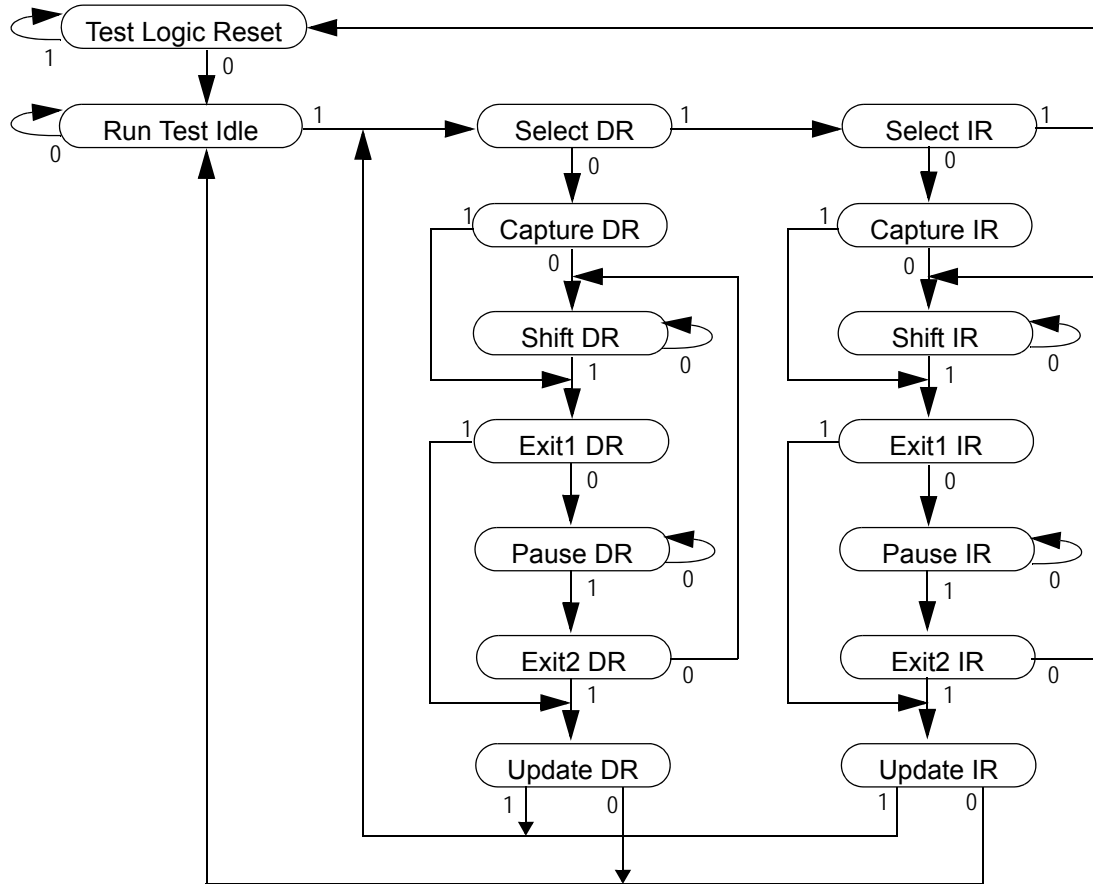 Test Logic Reset
1
0
Run Test Idle
0
1
Select DR
1
Select IR
1
0
0
1
Capture DR
0
1
Capture IR
0
Shift DR
0
1
Shift IR
0
1
1
Exit1 DR
0
1
Exit1 IR
0
Pause DR
0
1
Pause IR
0
1
Exit2 DR
0
1
Exit2 IR
0
1
Update DR
1
0
Update IR
1
0